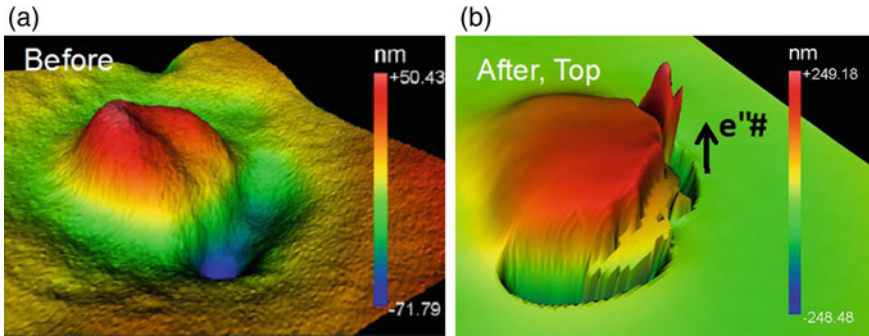 (a)
Before
nm
+50.43
-71.79
(b)
After, Top
nm
+249.18
e"#
-248.48